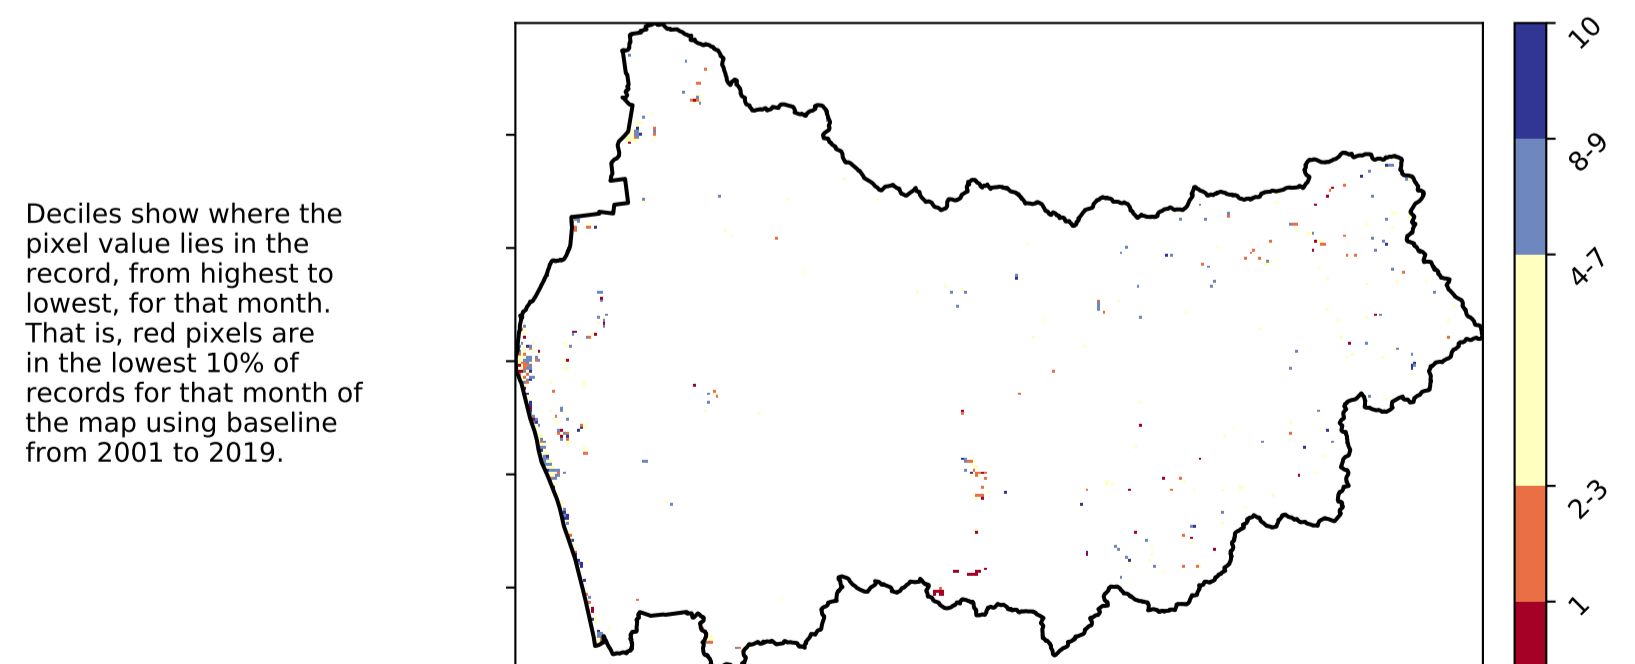 Deciles show where the
pixel value lies in the
record, from highest to
lowest, for that month.
That is, red pixels are
in the lowest 10% of
records for that month of
the map using baseline
from 2001 to 2019.
10
8-9
4-7
2-3
1